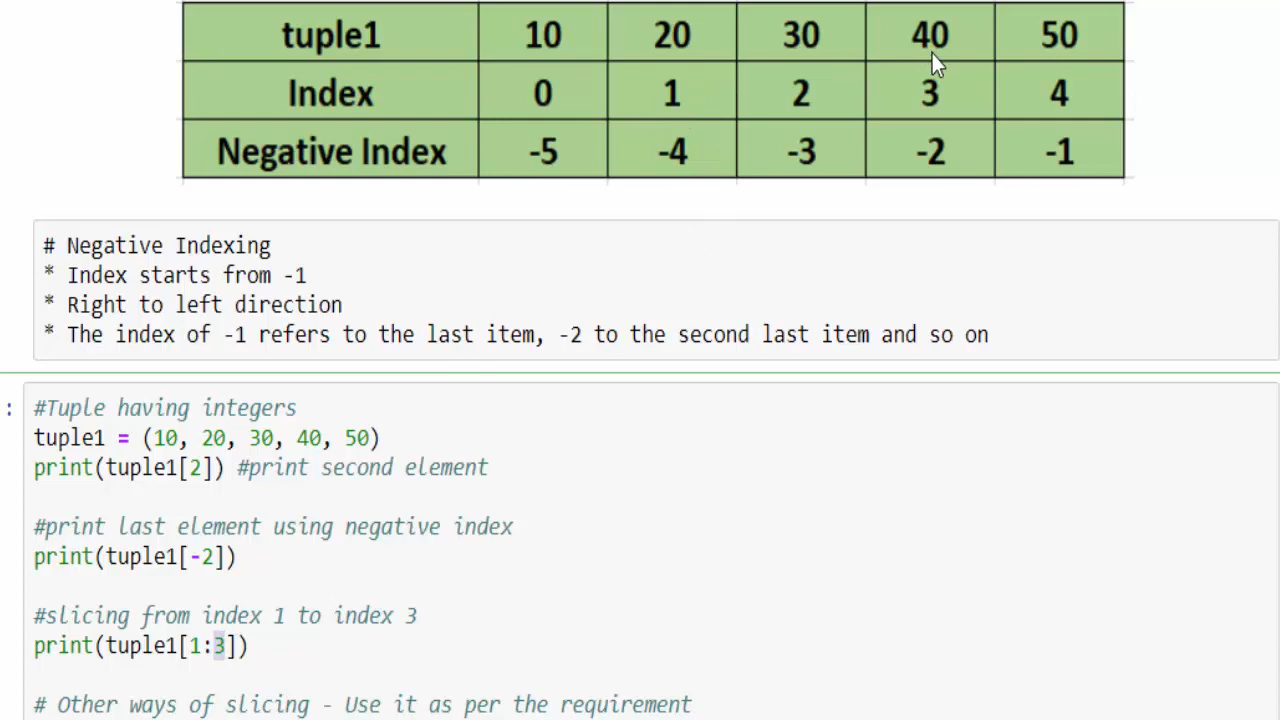 tuple1 10 20 30 40 50
Index 0 1 2 3 4
Negative Index -5 -4 -3 -2 -1
# Negative Indexing
* Index starts from -1
* Right to left direction
* The index of -1 refers to the last item, -2 to the second last item and so on
:
#Tuple having integers
tuple1 = (10, 20, 30, 40, 50)
print(tuple1[2]) #print second element
#print last element using negative index
print(tuple1[-2])
#slicing from index 1 to index 3
print(tuple1[1:3])
# Other ways of slicing - Use it as per the requirement